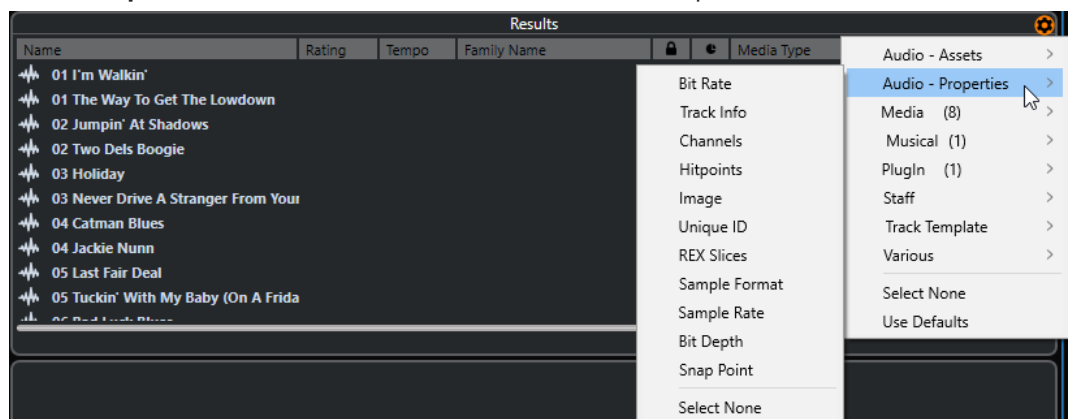 Results
Name Rating Tempo Family Name Media Type
01 I'm Walkin'
01 The Way To Get The Lowdown
02 Jumpin' At Shadows
02 Two Dels Boogie
03 Holiday
03 Never Drive A Stranger From Your
04 Catman Blues
04 Jackie Nunn
05 Last Fair Deal
05 Tuckin' With My Baby (On A Frida
Bit Rate
Track Info
Channels
Hitpoints
Image
Unique ID
REX Slices
Sample Format
Sample Rate
Bit Depth
Snap Point
Select None
Audio - Assets
Audio - Properties
Media (8)
Musical (1)
PlugIn (1)
Staff
Track Template
Various
Select None
Use Defaults